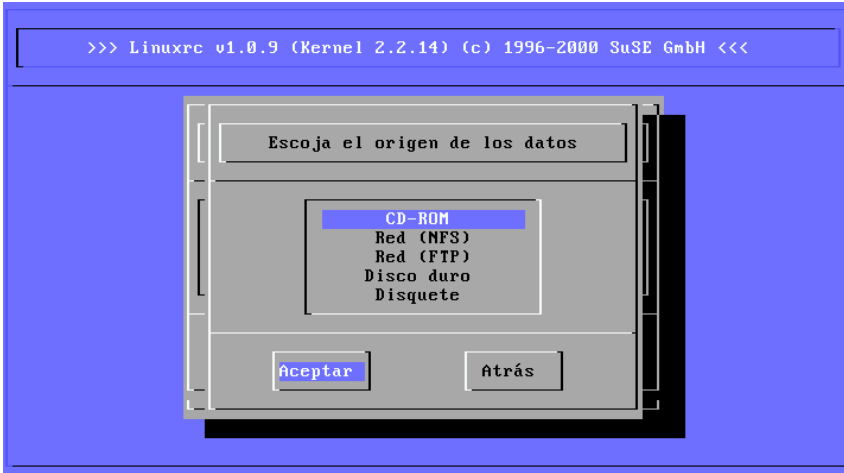 >>> Linuxrc v1.0.9 (Kernel 2.2.14) (c) 1996-2000 SuSE GmbH <<<
Escoja el origen de los datos
CD-ROM
Red (NFS)
Red (FTP)
Disco duro
Disquete
Aceptar Atrás